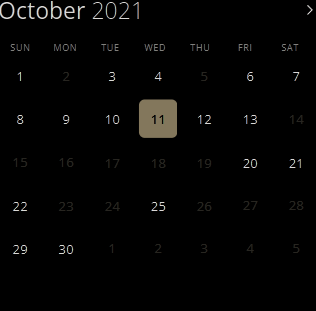 October 2021 >
SUN MON TUE WED THU FRI SAT
1 2 3 4 5 6 7
8 9 10 11 12 13 14
15 16 17 18 19 20 21
22 23 24 25 26 27 28
29 30 1 2 3 4 5